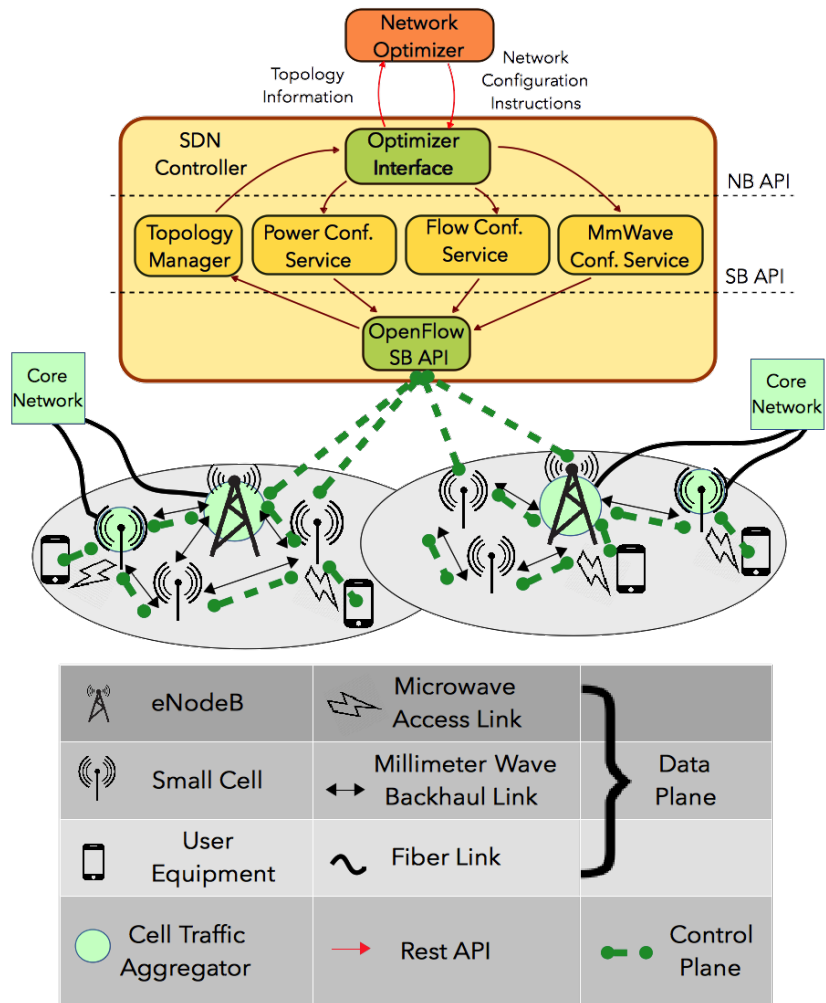 Network
Optimizer
Topology
Information
Network
Configuration
Instructions
SDN
Controller
Optimizer
Interface
NB API
Topology
Manager
Power Conf.
Service
Flow Conf.
Service
MmWave
Conf. Service
SB API
OpenFlow
SB API
Core
Network
Core
Network
eNodeB
Microwave
Access Link
Small Cell
Millimeter Wave
Backhaul Link
Data
Plane
User
Equipment
Fiber Link
Cell Traffic
Aggregator
Rest API
Control
Plane